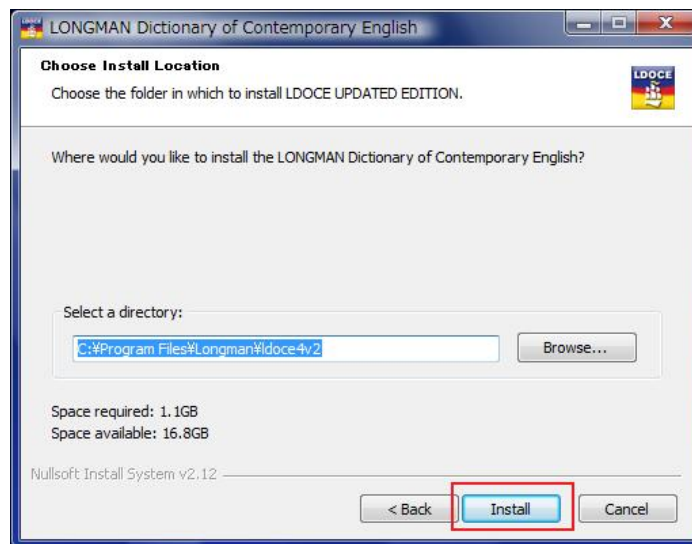 LONGMAN Dictionary of Contemporary English
Choose Install Location
Choose the folder in which to install LDOCE UPDATED EDITION.
LDOCE
Where would you like to install the LONGMAN Dictionary of Contemporary English?
Select a directory:
C:¥Program Files¥Longman¥ldoce4v2
Browse...
Space required: 1.1GB
Space available: 16.8GB
Nullsoft Install System v2.12
< Back Install Cancel